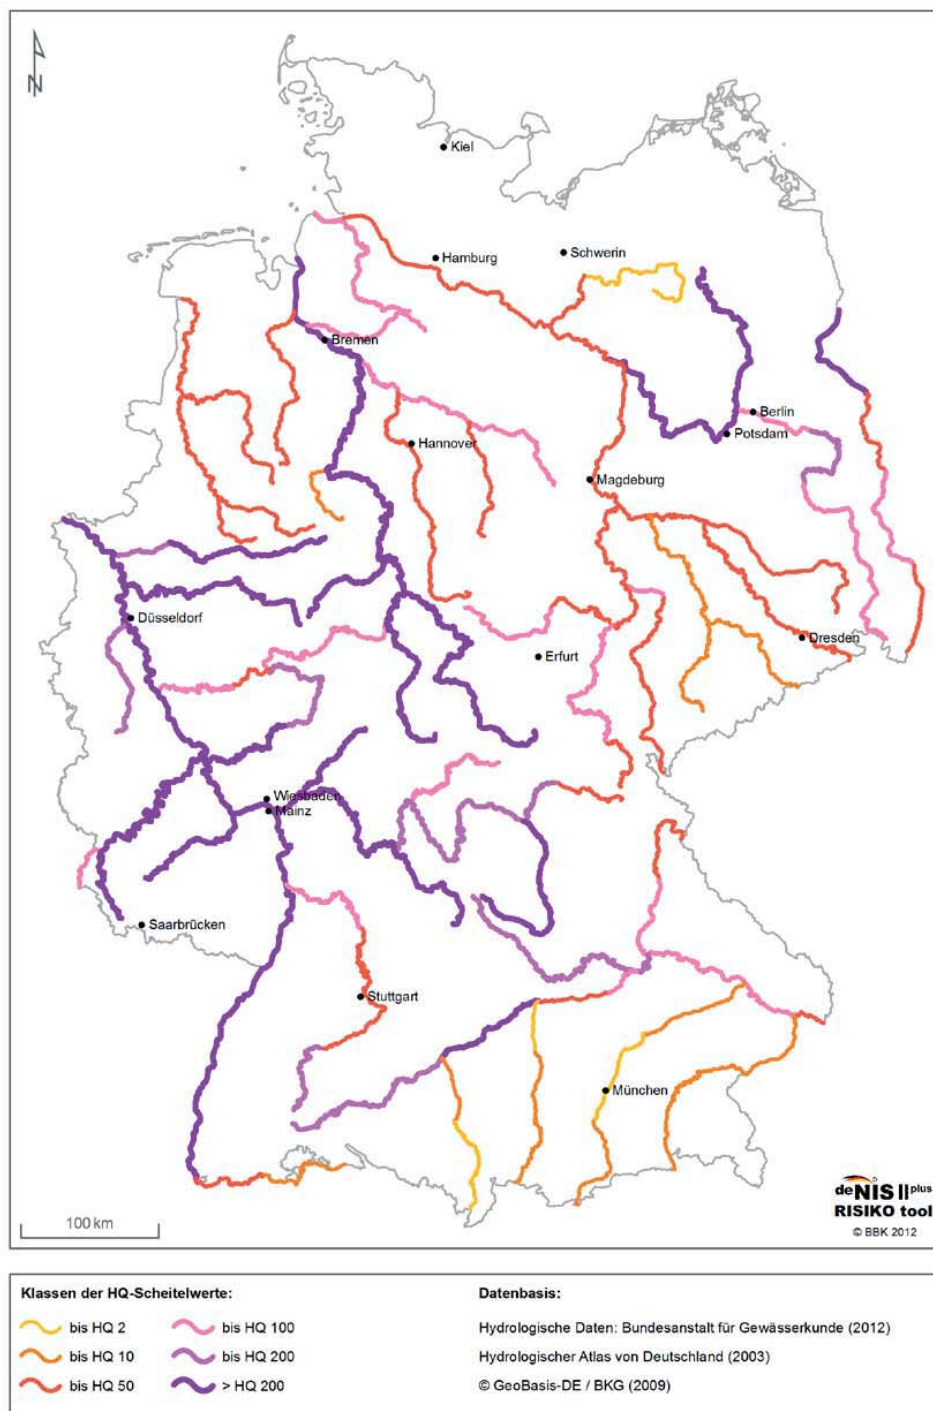 N
Kiel
Schwerin
Hamburg
Bremen
Berlin
Potsdam
Hannover
Magdeburg
Düsseldorf
Dresden
Erfurt
Wiesbaden
Mainz
Saarbrücken
Stuttgart
München
deNIS II plus
RISIKO tool
© BBK 2012
100 km
Klassen der HQ-Scheitelwerte:
bis HQ 2
bis HQ 10
bis HQ 50
bis HQ 100
bis HQ 200
> HQ 200
Datenbasis:
Hydrologische Daten: Bundesanstalt für Gewässerkunde (2012)
Hydrologischer Atlas von Deutschland (2003)
© GeoBasis-DE / BKG (2009)